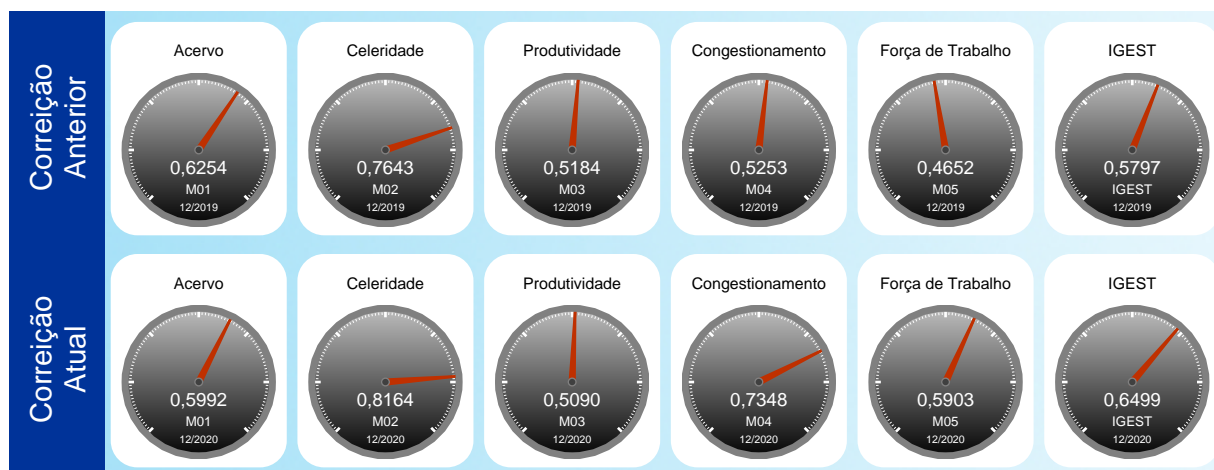 Correição
Anterior
Acervo
0,6254
M01
12/2019
Celeridade
0,7643
M02
12/2019
Produtividade
0,5184
M03
12/2019
Congestionamento
0,5253
M04
12/2019
Força de Trabalho
0,4652
M05
12/2019
IGEST
0,5797
IGEST
12/2019
Correição
Atual
Acervo
0,5992
M01
12/2020
Celeridade
0,8164
M02
12/2020
Produtividade
0,5090
M03
12/2020
Congestionamento
0,7348
M04
12/2020
Força de Trabalho
0,5903
M05
12/2020
IGEST
0,6499
IGEST
12/2020